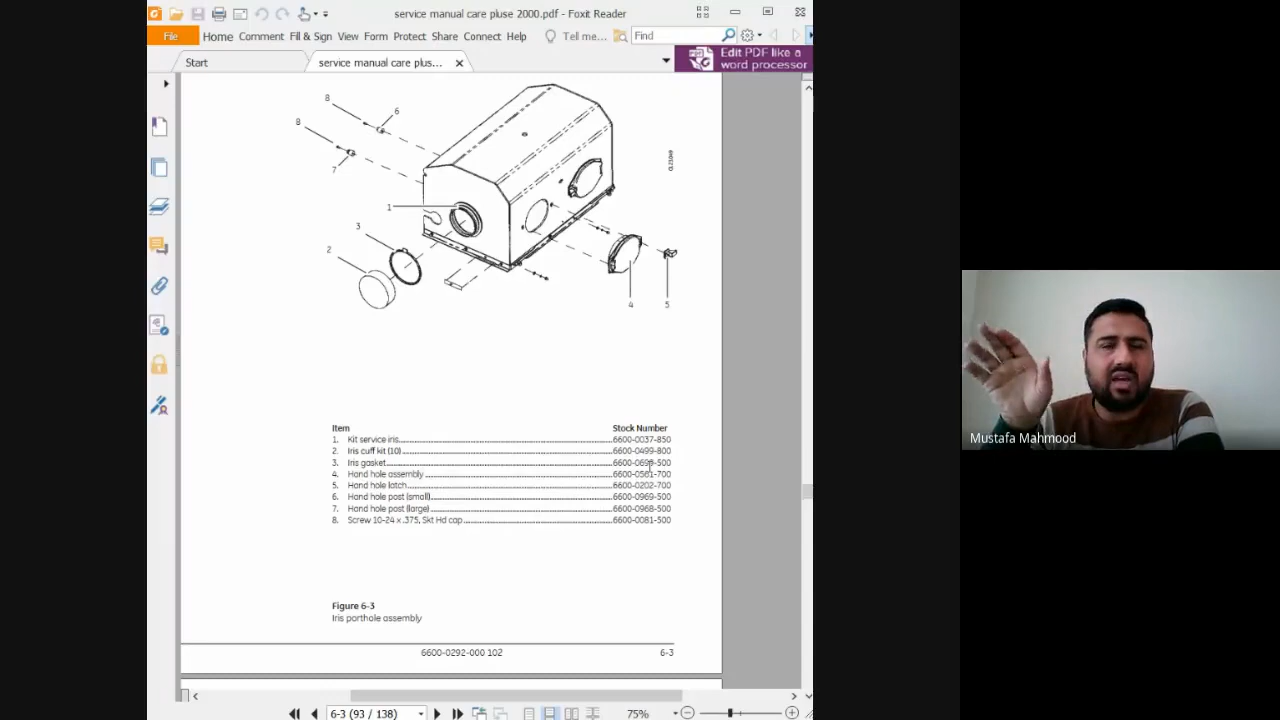 service manual care pluse 2000.pdf - Foxit Reader
File Home Comment Fill & Sign View Form Protect Share Connect Help Tell me... Find
Start
service manual care plus...
Edit PDF like a
word processor
8
6
8
7
1
3
2
4
5
Item Stock Number
1. Kit service iris 6600-0037-850
2. Iris cuff kit (10) 6600-0499-800
3. Iris gasket
4. Hand hole assembly 6600-0561-700
5. Hand hole latch 6600-0202-700
6. Hand hole post (small) 6600-0969-500
7. Hand hole post (large) 6600-0968-500
8. Screw 10-24 x .375, Skt Hd cap 6600-0081-500
Figure 6-3
Iris porthole assembly
6600-0292-000 102 6-3
6-3 (93 / 138) 75%
Mustafa Mahmood